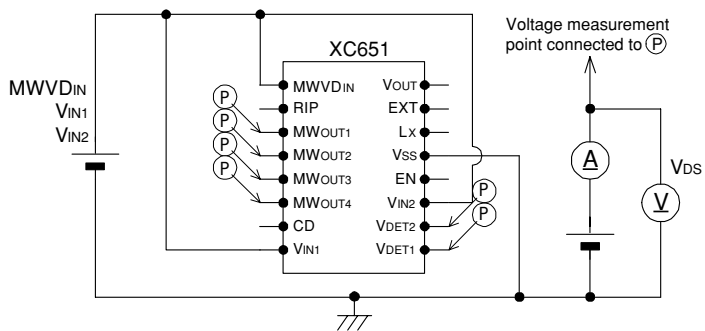 Voltage measurement
point connected to Ⓟ
XC651
MWVDIN
VIN1
VIN2
MWVDIN
RIP
MWOUT1
MWOUT2
MWOUT3
MWOUT4
CD
VIN1
VOUT
EXT
LX
VSS
EN
VIN2
VDET2
VDET1
P
P
P
P
P
P
A
V
VDS